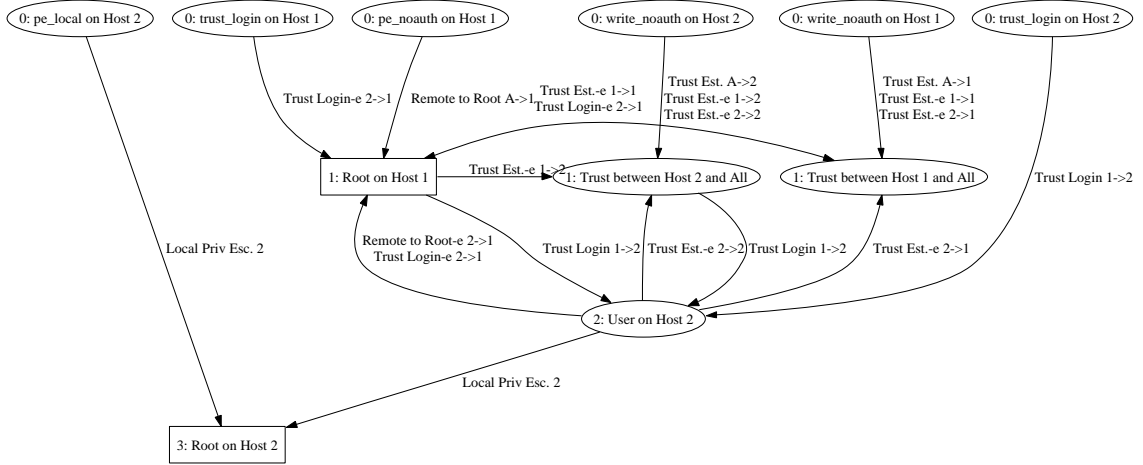 0: pe_local on Host 2
0: trust_login on Host 1
0: pe_noauth on Host 1
0: write_noauth on Host 2
0: write_noauth on Host 1
0: trust_login on Host 2
Trust Login-e 2->1
Remote to Root A->1
Trust Est.-e 1->1
Trust Login-e 2->1
Trust Est. A->2
Trust Est.-e 1->2
Trust Est.-e 2->2
Trust Est. A->1
Trust Est.-e 1->1
Trust Est.-e 2->1
1: Root on Host 1
Trust Est.-e 1->2
1: Trust between Host 2 and All
1: Trust between Host 1 and All
Trust Login 1->2
Local Priv Esc. 2
Remote to Root-e 2->1
Trust Login-e 2->1
Trust Login 1->2
Trust Est.-e 2->2
Trust Login 1->2
Trust Est.-e 2->1
2: User on Host 2
Local Priv Esc. 2
3: Root on Host 2